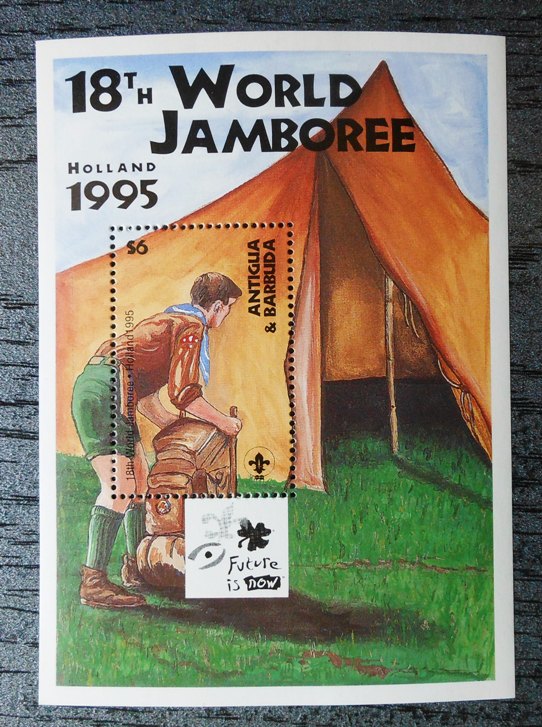 18TH WORLD
JAMBOREE
HOLLAND
1995
$6
ANTIGUA
& BARBUDA
18th World Jamboree • Holland 1995
Future
is now